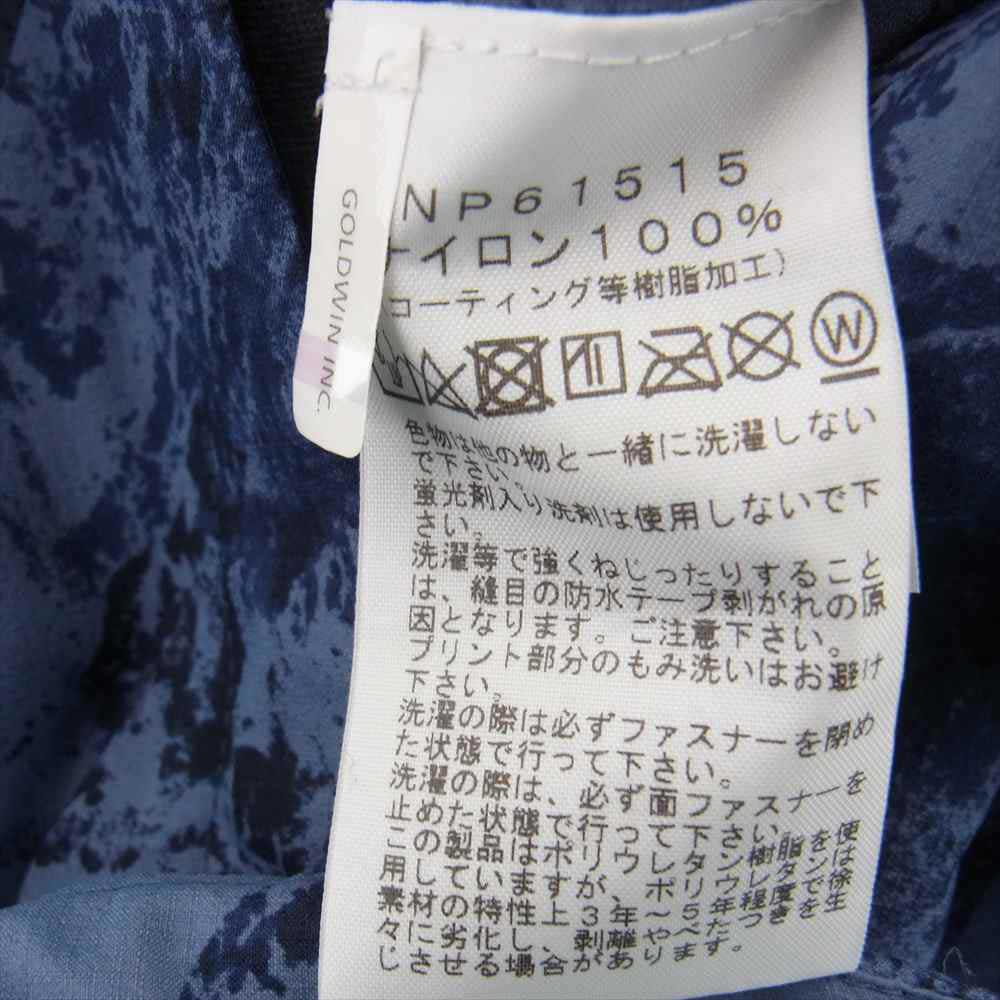 GOLDWIN INC.
NP61515
ナイロン100%
コーティング等樹脂加工)
W
色物は他の物と一緒に洗濯しない
で下さい。
蛍光剤入り洗剤は使用しないで下
さい。
洗濯等で強くねじったりすること
は、縫目の防水テープ剥がれの原
因となります。ご注意下さい。
プリント部分のもみ洗いはお避け
下さい。
洗濯の際は必ずファスナーを閉め
た状態で行って下さい。
洗濯の際は、必ず面ファスナーを
止めた状態で行って下さい。
この製品はポリウレタン樹脂を使
用していますが、ポリウレタンは
素材の特性上3年～5年程度で徐
々に劣化し、剥離やべたつきを生
じさせる場合があります。